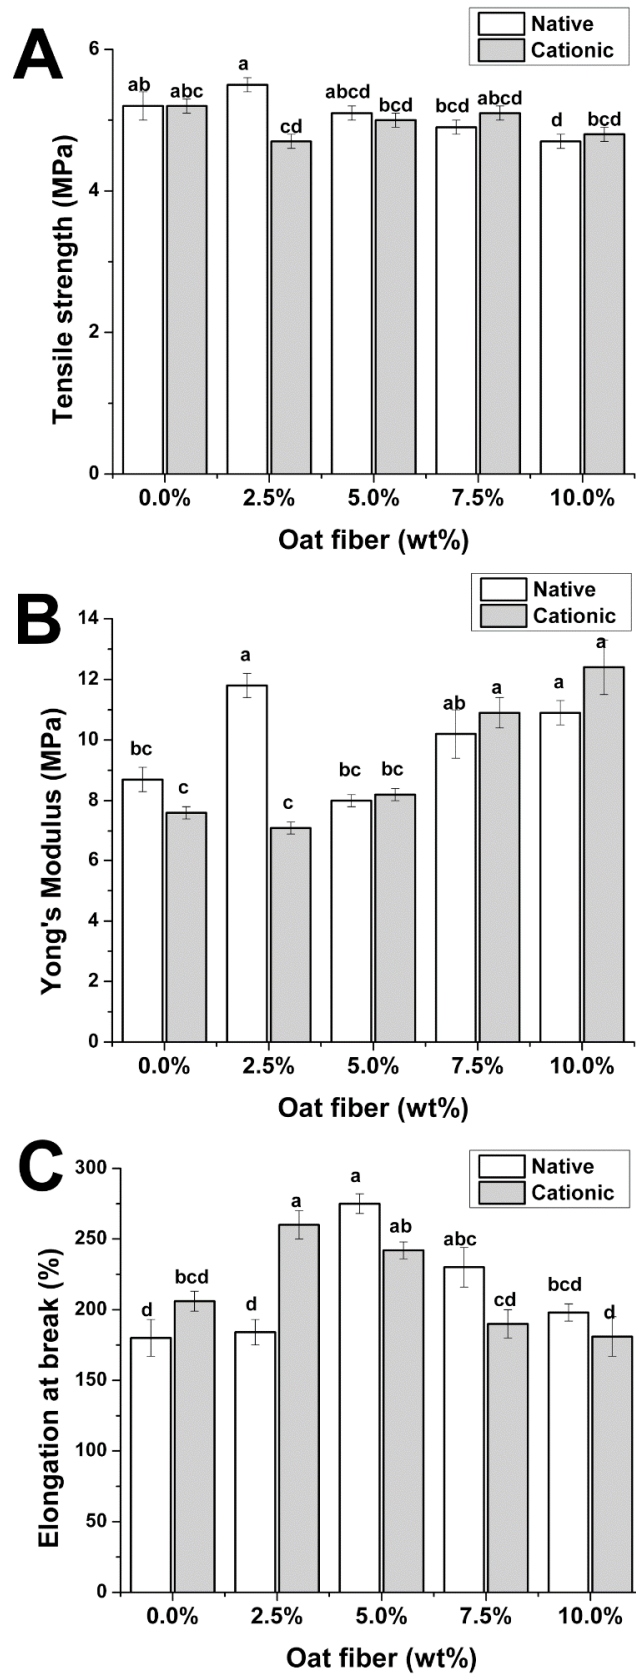 A
Native
Cationic
Tensile strength (MPa)
6
4
2
0
ab
abc
a
cd
abcd
bcd
bcd
abcd
d
bcd
0.0%
2.5%
5.0%
7.5%
10.0%
Oat fiber (wt%)
B
Native
Cationic
Yong's Modulus (MPa)
14
12
10
8
6
4
2
0
bc
c
a
c
bc
bc
ab
a
a
a
0.0%
2.5%
5.0%
7.5%
10.0%
Oat fiber (wt%)
C
Native
Cationic
Elongation at break (%)
300
250
200
150
100
50
0
d
bcd
d
a
a
ab
abc
cd
bcd
d
0.0%
2.5%
5.0%
7.5%
10.0%
Oat fiber (wt%)